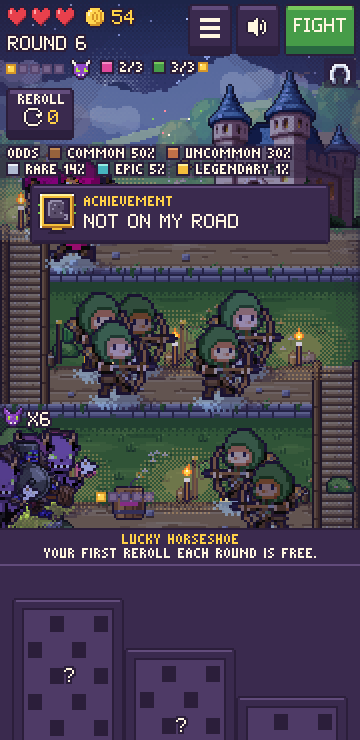 54
ROUND 6
FIGHT
2/3
3/3
REROLL
0
ODDS COMMON 50% UNCOMMON 30%
RARE 14% EPIC 5% LEGENDARY 1%
ACHIEVEMENT
NOT ON MY ROAD
X6
LUCKY HORSESHOE
YOUR FIRST REROLL EACH ROUND IS FREE.
?
?